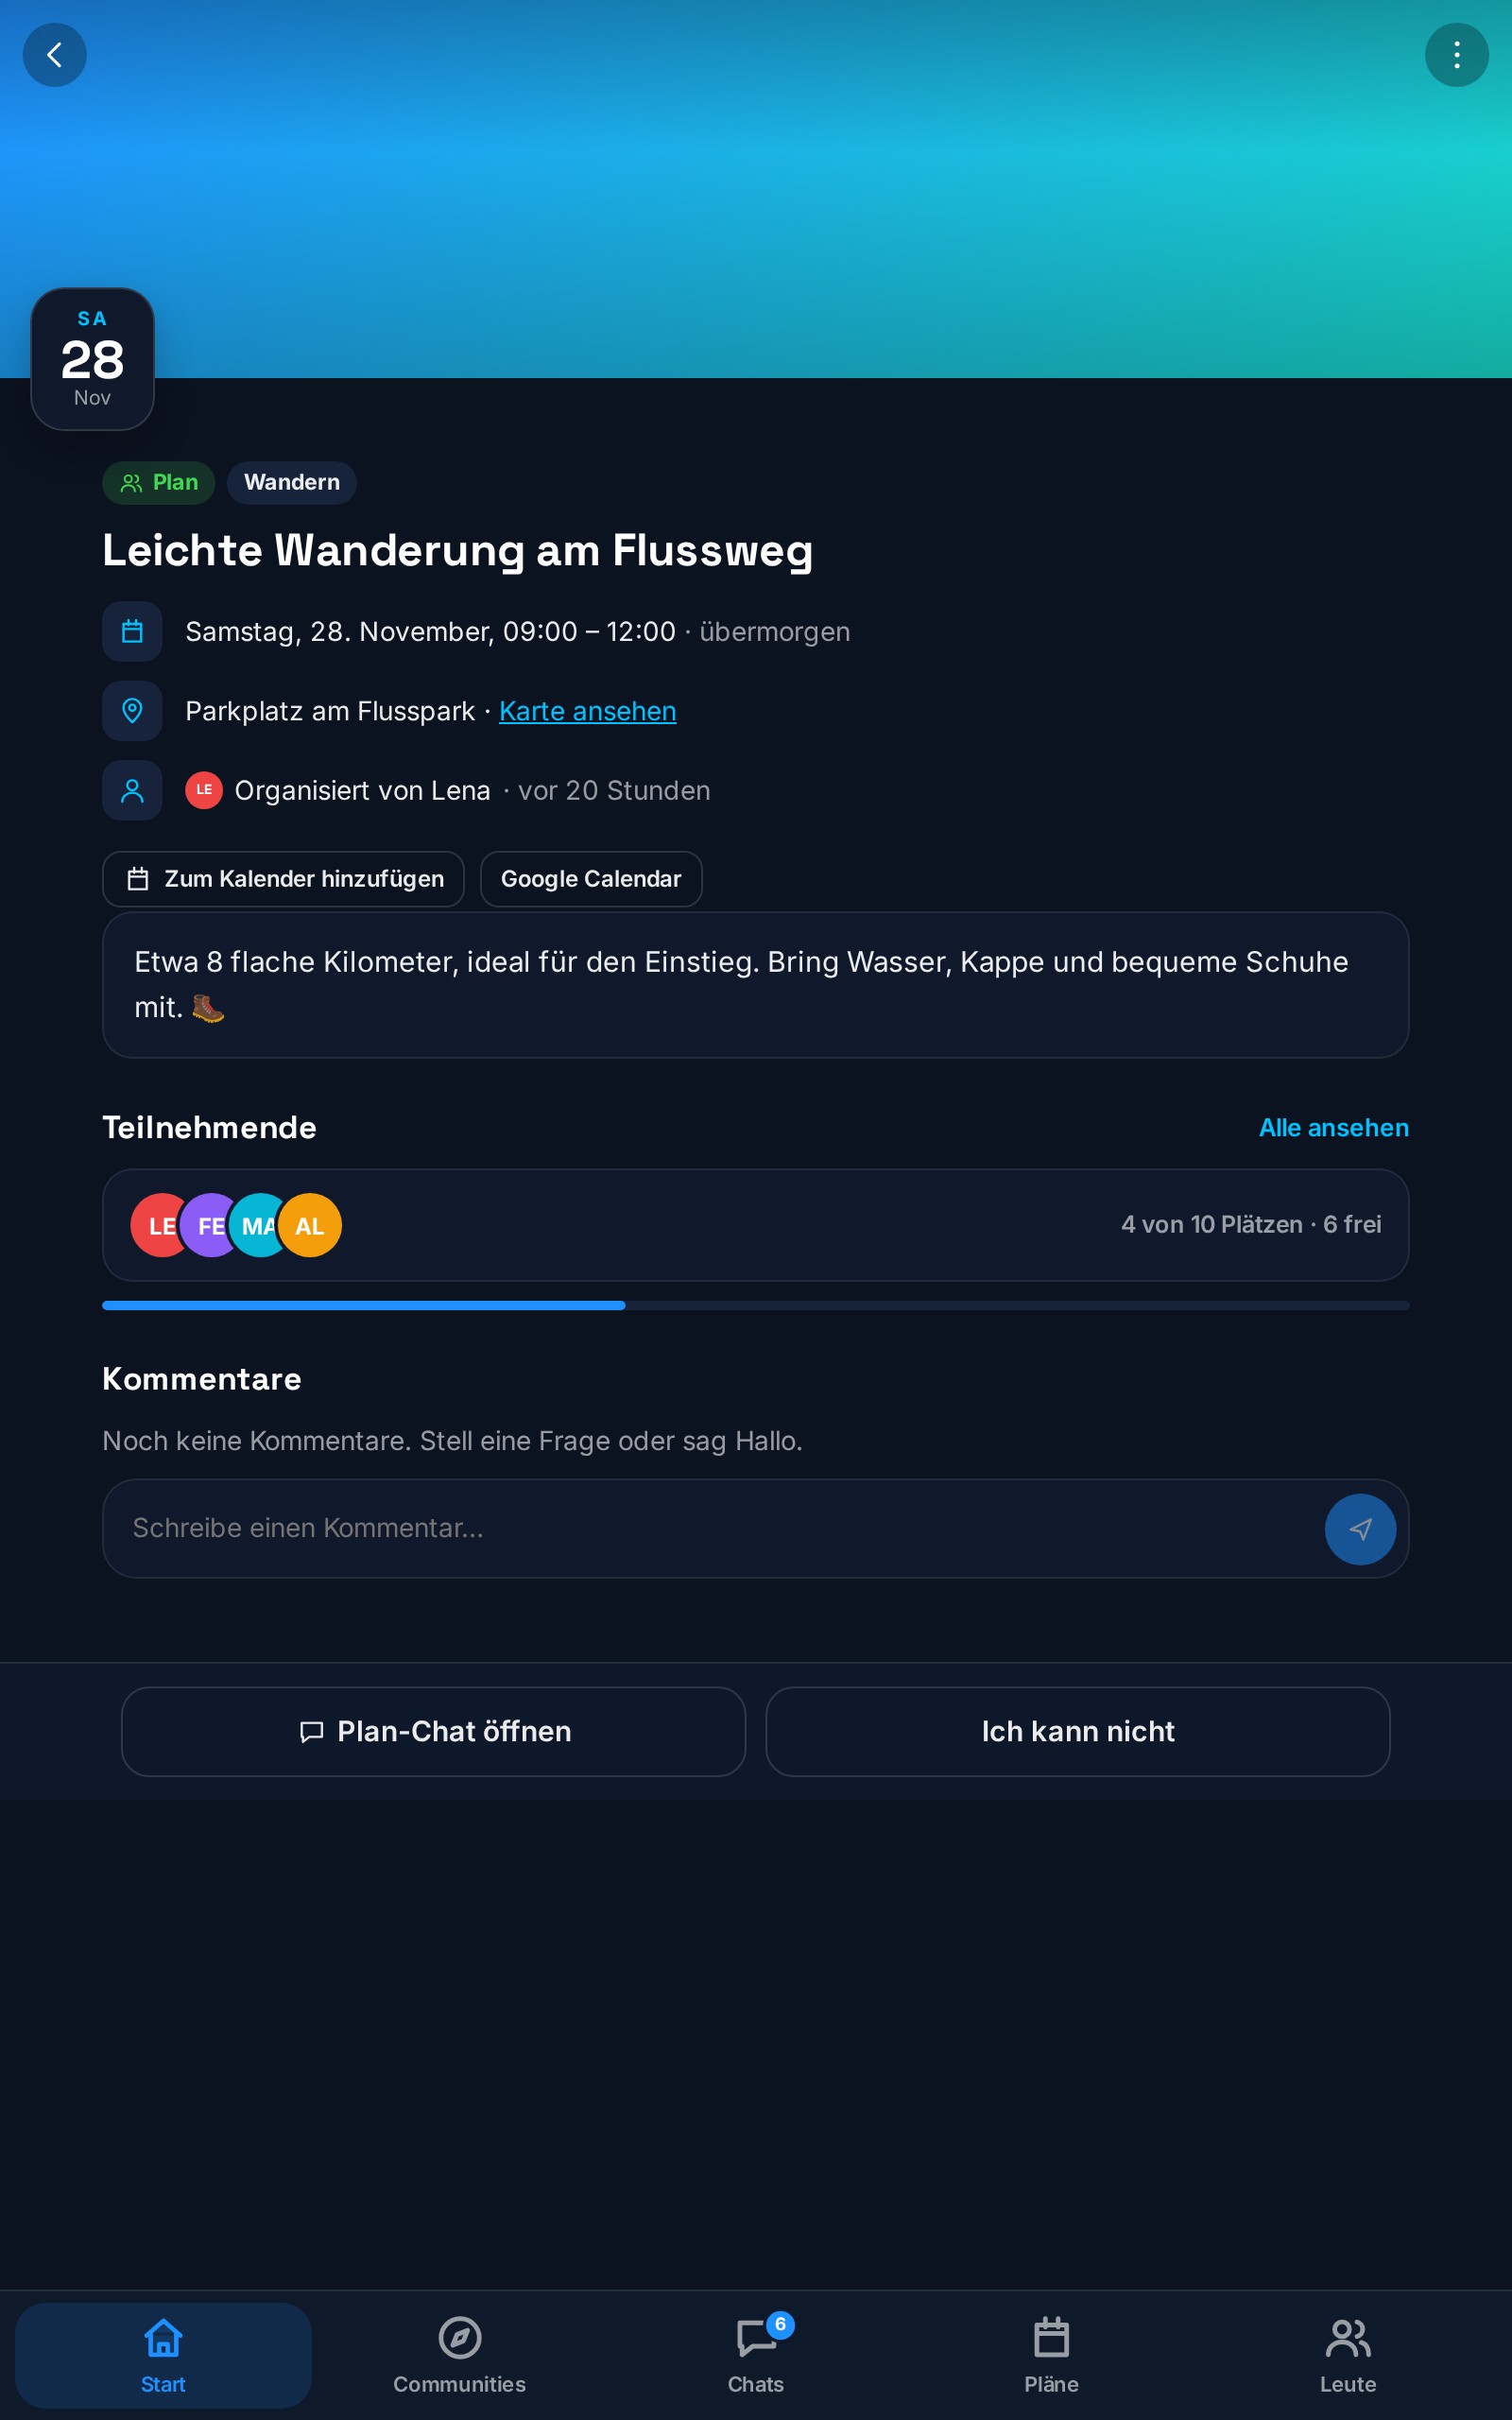 SA
28
Nov
Plan
Wandern
Leichte Wanderung am Flussweg
Samstag, 28. November, 09:00 – 12:00 · übermorgen
Parkplatz am Flusspark · Karte ansehen
LE Organisiert von Lena · vor 20 Stunden
Zum Kalender hinzufügen
Google Calendar
Etwa 8 flache Kilometer, ideal für den Einstieg. Bring Wasser, Kappe und bequeme Schuhe
mit. 🥾
Teilnehmende
Alle ansehen
LE FE MA AL
4 von 10 Plätzen · 6 frei
Kommentare
Noch keine Kommentare. Stell eine Frage oder sag Hallo.
Schreibe einen Kommentar...
Plan-Chat öffnen
Ich kann nicht
6
Start
Communities
Chats
Pläne
Leute